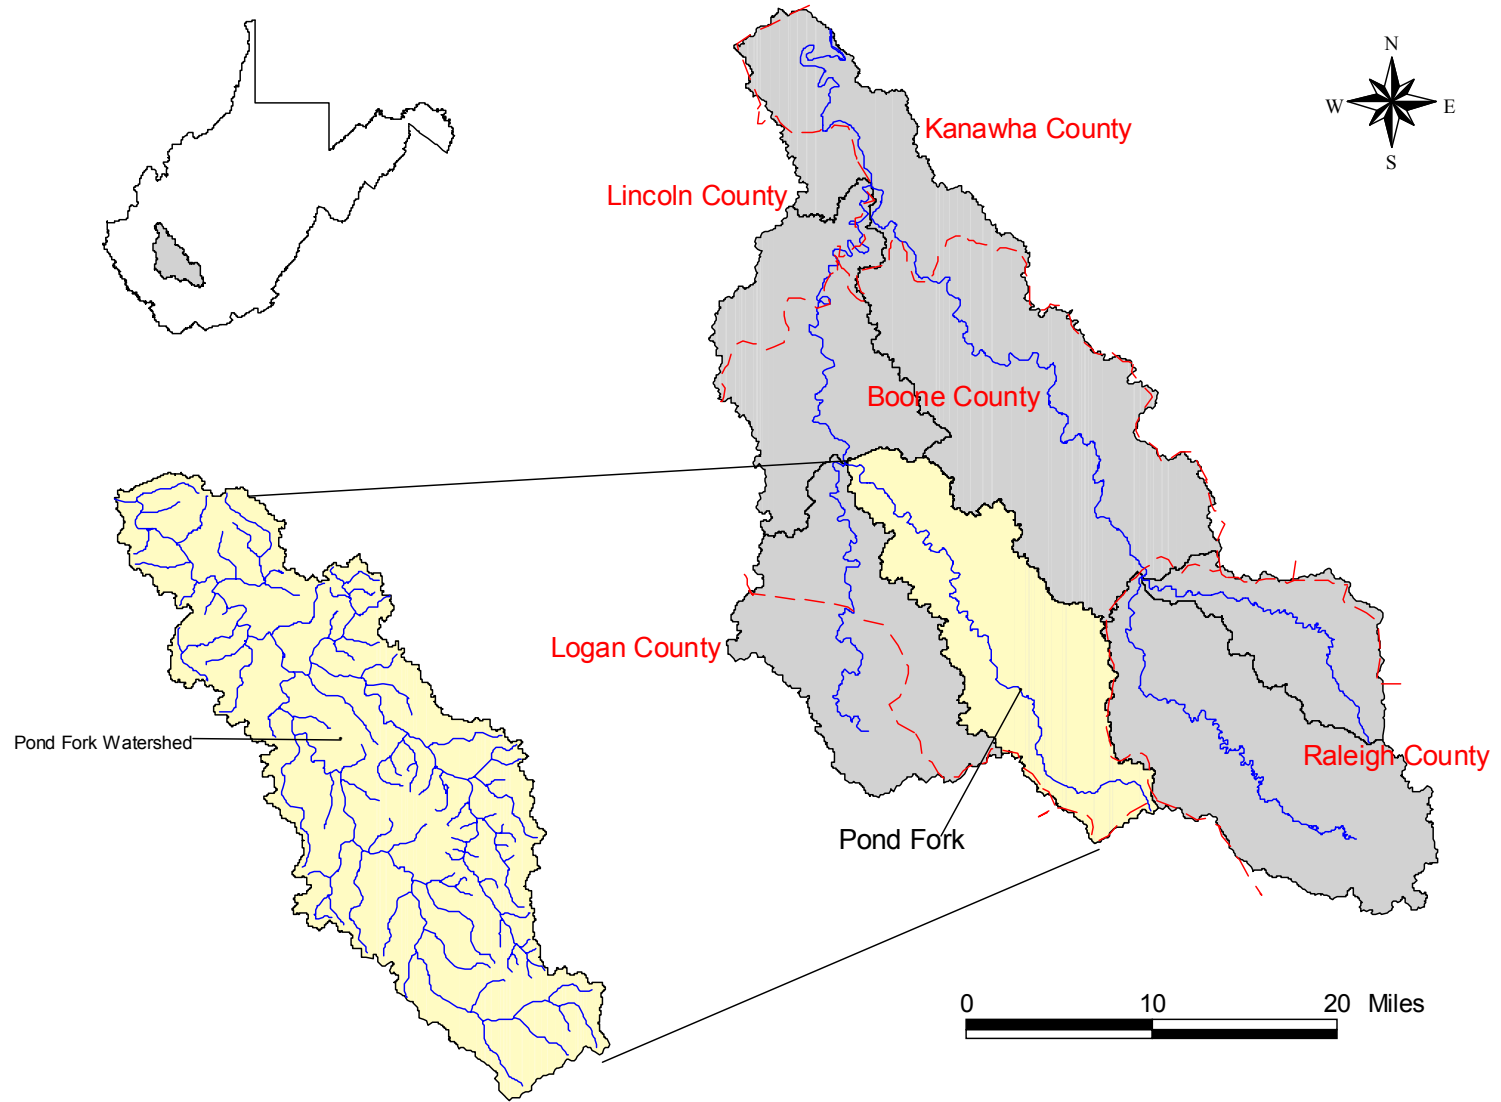 N
W
E
S
Kanawha County
Lincoln County
Boone County
Logan County
Pond Fork Watershed
Raleigh County
Pond Fork
0 10 20 Miles